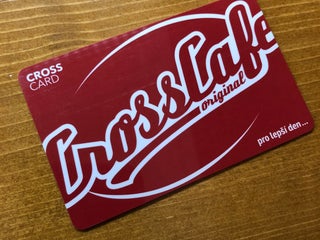 CROSS
CARD
CrossCafe
original
pro lepší den...